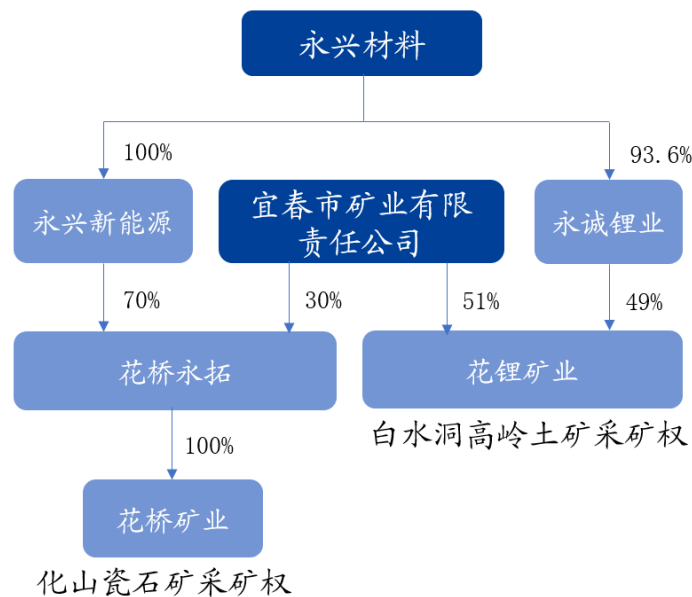 永兴材料
100%
93.6%
永兴新能源
宜春市矿业有限
责任公司
永诚锂业
70%
30%
51%
49%
花桥永拓
花锂矿业
白水洞高岭土矿采矿权
100%
花桥矿业
化山瓷石矿采矿权